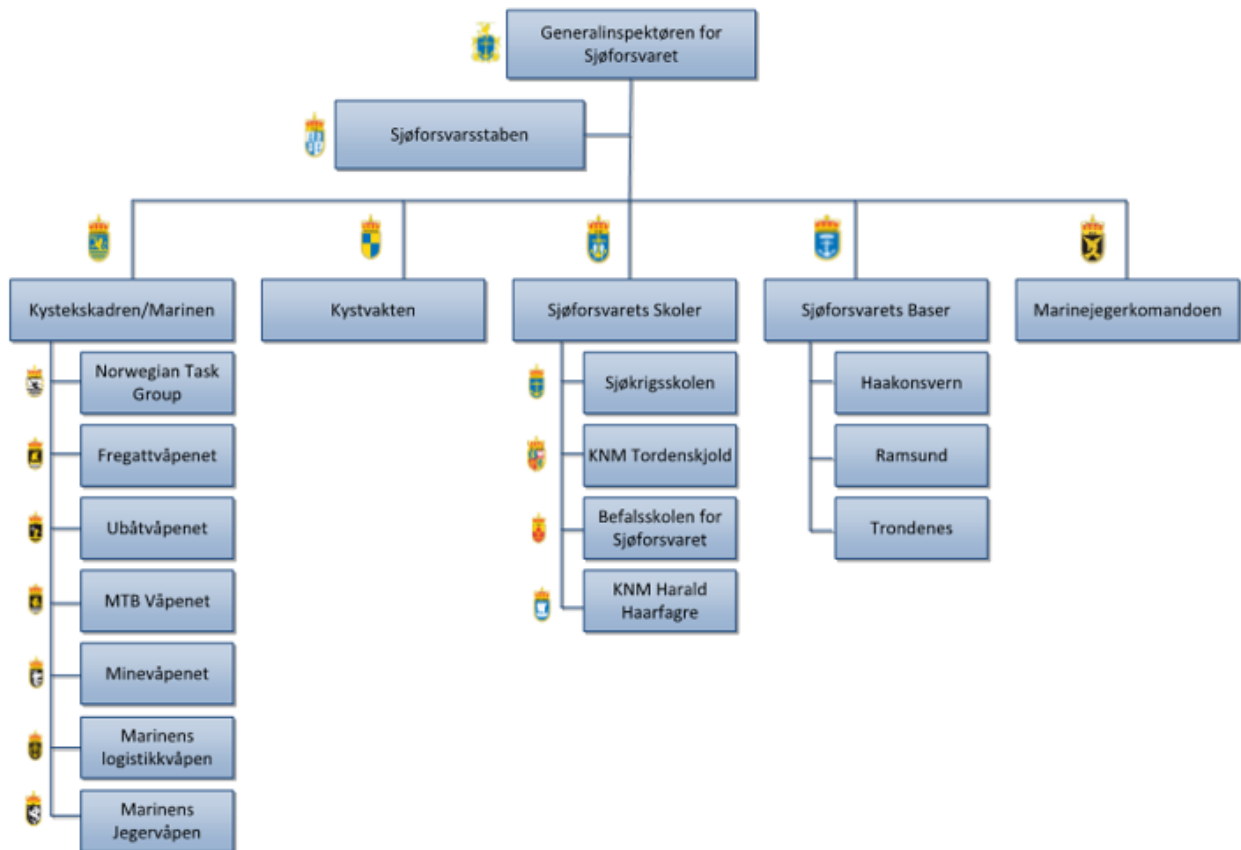 Generalinspektøren for
Sjøforsvaret
Sjøforsvarsstaben
Kystekskadren/Marinen
Kystvakten
Sjøforsvarets Skoler
Sjøforsvarets Baser
Marinejegerkomandoen
Norwegian Task
Group
Fregattvåpenet
Ubåtvåpenet
MTB Våpenet
Minevåpenet
Marinens
logistikkvåpen
Marinens
Jegervåpen
Sjøkrigsskolen
KNM Tordenskjold
Befalsskolen for
Sjøforsvaret
KNM Harald
Haarfagre
Haakonsvern
Ramsund
Trondenes